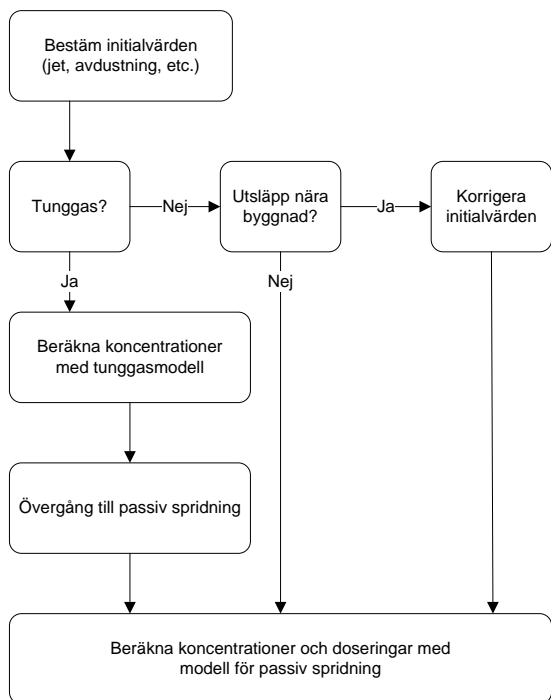 Bestäm initialvärden
(jet, avdustning, etc.)
Tunggas?
Nej
Utsläpp nära
byggnad?
Ja
Korrigera
initialvärden
Ja
Nej
Beräkna koncentrationer
med tunggasmodell
Övergång till passiv spridning
Beräkna koncentrationer och doseringar med
modell för passiv spridning